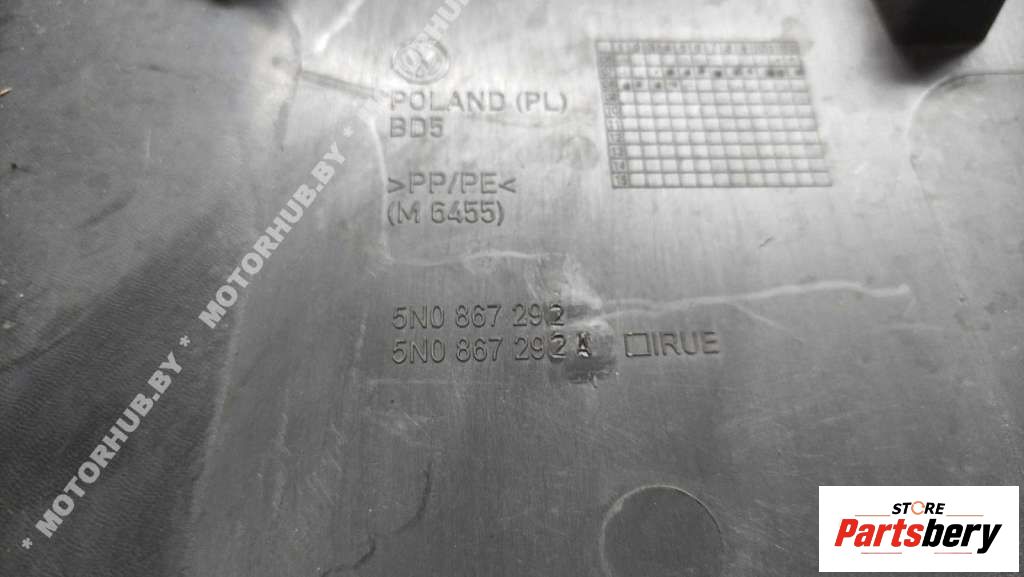 POLAND (PL)
BD5
>PP/PE<
(M 6455)
5N0 867 292
5N0 867 292 IRUE
* MOTORHUB.BY * MOTORHUB.BY * MOTORHUB.BY
STORE
Partsbery